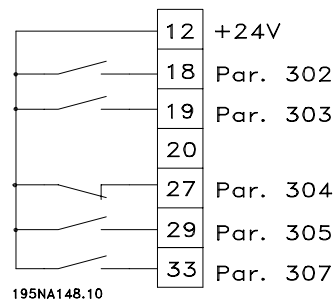 12 +24V
18 Par. 302
19 Par. 303
20
27 Par. 304
29 Par. 305
33 Par. 307
195NA148.10